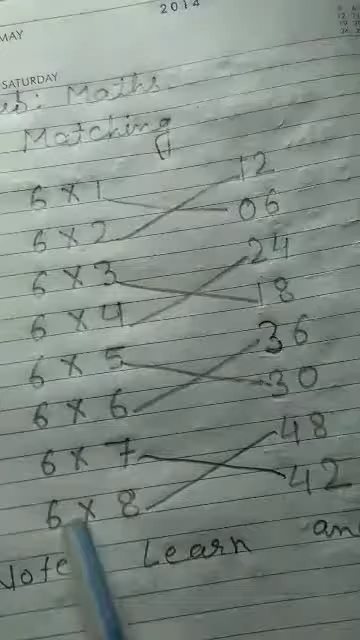 2014
MAY
SATURDAY
Maths
Matching
6 x 1 12
6 x 2 06
6 x 3 24
6 x 4 18
6 x 5 36
6 x 6 30
6 x 7 48
6 x 8 42
Note Learn an